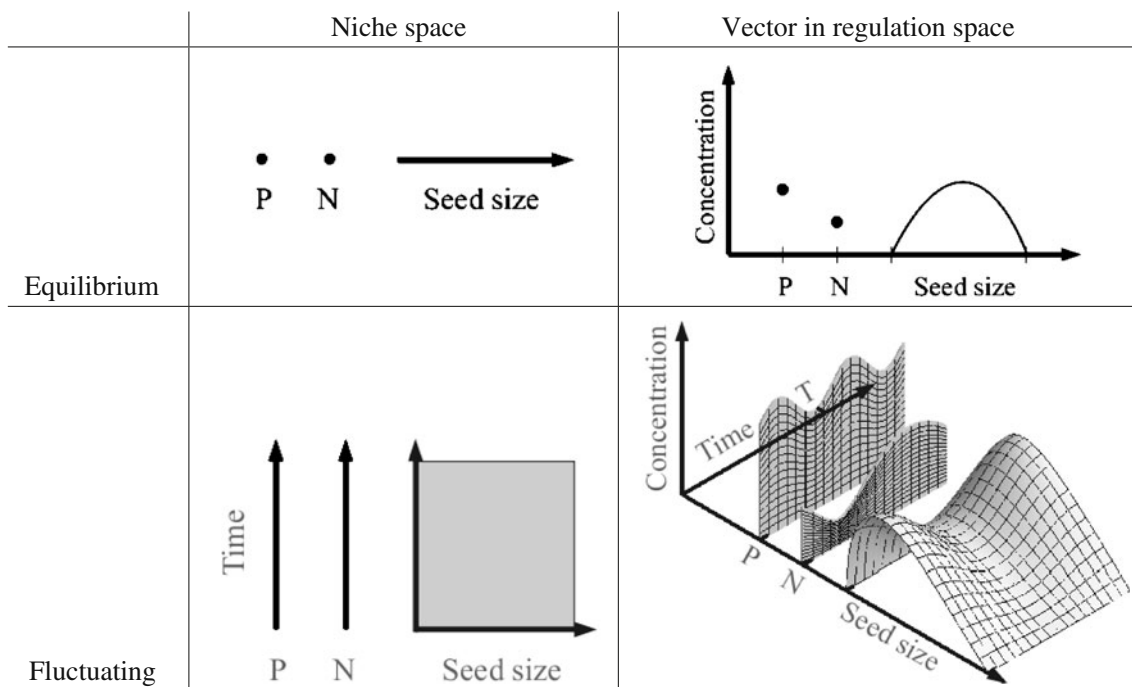 Niche space
Vector in regulation space
Equilibrium
P N Seed size
Concentration
P N Seed size
Fluctuating
Time
P N Seed size
Concentration
Time
T
P
N
Seed size